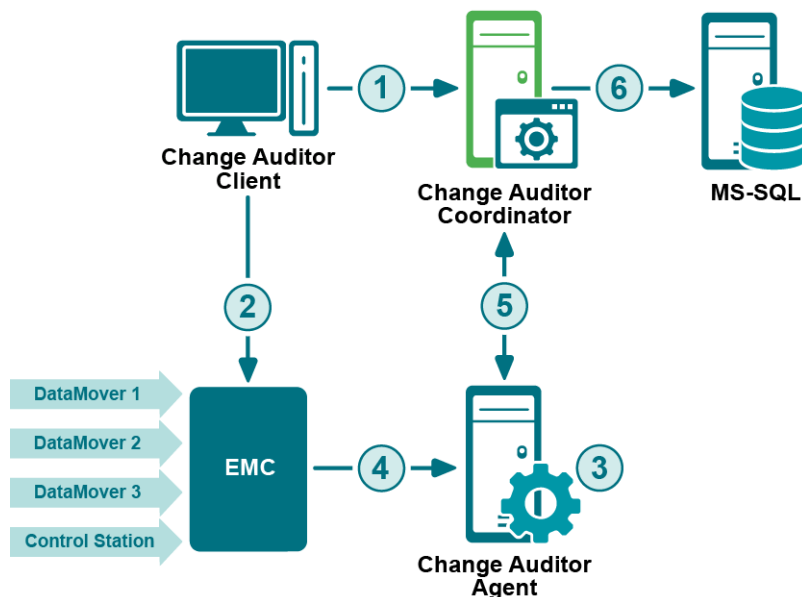 1
6
Change Auditor
Client
Change Auditor
Coordinator
MS-SQL
2
5
DataMover 1
DataMover 2
DataMover 3
Control Station
EMC
4
3
Change Auditor
Agent